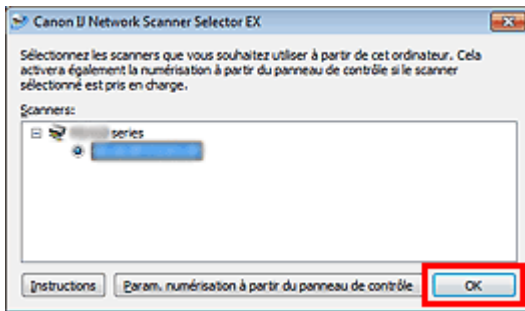 Canon IJ Network Scanner Selector EX
Sélectionnez les scanners que vous souhaitez utiliser à partir de cet ordinateur. Cela
activera également la numérisation à partir du panneau de contrôle si le scanner
sélectionné est pris en charge.
Scanners:
series
Instructions Param. numérisation à partir du panneau de contrôle OK